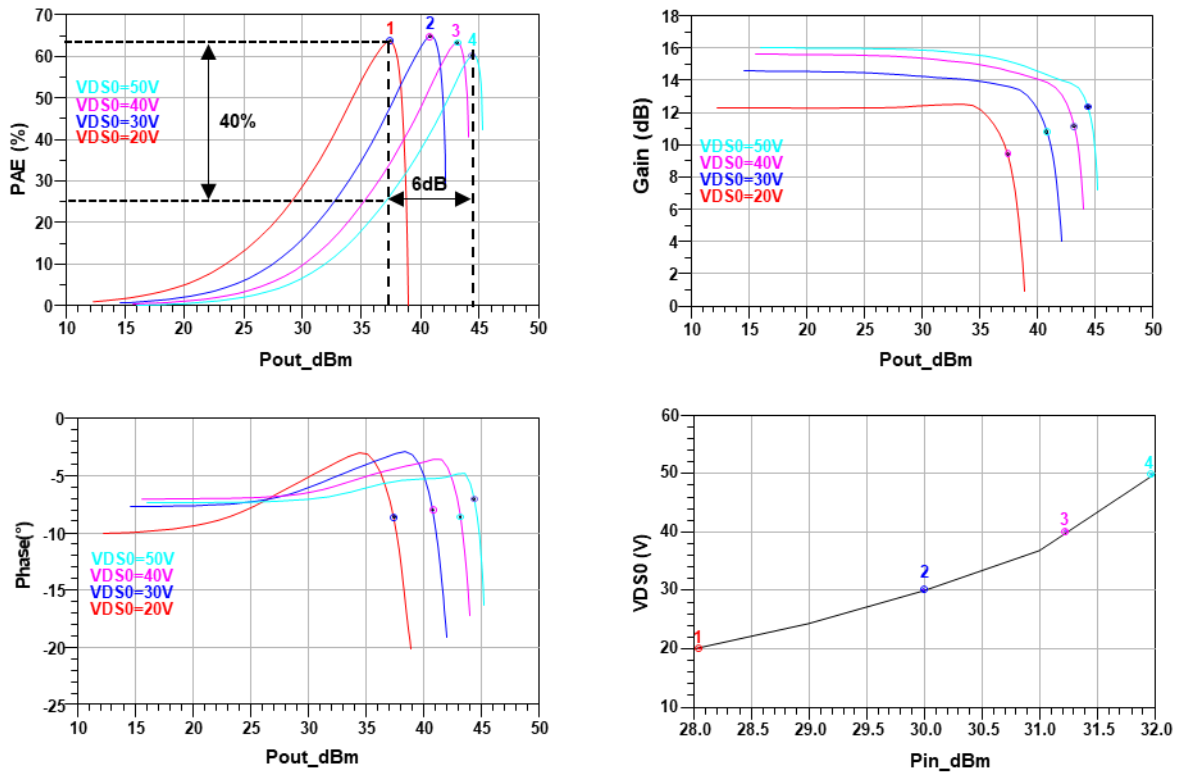 70
60
50
40
30
20
10
0
PAE (%)
VDS0=50V
VDS0=40V
VDS0=30V
VDS0=20V
40%
6dB
1
2
3
4
10 15 20 25 30 35 40 45 50
Pout_dBm
18
16
14
12
10
8
6
4
2
0
Gain (dB)
VDS0=50V
VDS0=40V
VDS0=30V
VDS0=20V
10 15 20 25 30 35 40 45 50
Pout_dBm
0
-5
-10
-15
-20
-25
Phase(°)
VDS0=50V
VDS0=40V
VDS0=30V
VDS0=20V
10 15 20 25 30 35 40 45 50
Pout_dBm
60
50
40
30
20
10
VDS0 (V)
1
2
3
4
28.0 28.5 29.0 29.5 30.0 30.5 31.0 31.5 32.0
Pin_dBm